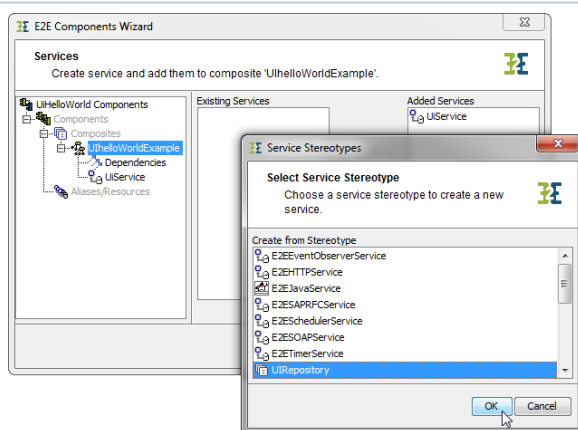 E2E Components Wizard
Services
Create service and add them to composite 'UIhelloWorldExample'.
UiHelloWorld Components
Components
Composites
UIhelloWorldExample
Dependencies
UiService
Aliases/Resources
Existing Services
Added Services
UiService
Service Stereotypes
Select Service Stereotype
Choose a service stereotype to create a new
service.
Create from Stereotype
E2EEventObserverService
E2EHTTPService
E2EJavaService
E2ESAPRFCService
E2ESchedulerService
E2ESOAPService
E2ETimerService
UIRepository
OK
Cancel